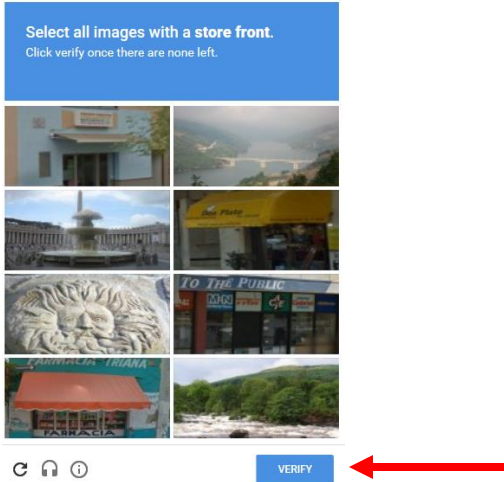 Select all images with a store front.
Click verify once there are none left.
Don Plato
TO THE PUBLIC
M-N
FARMACIA TRIANA
FARMACIA
VERIFY